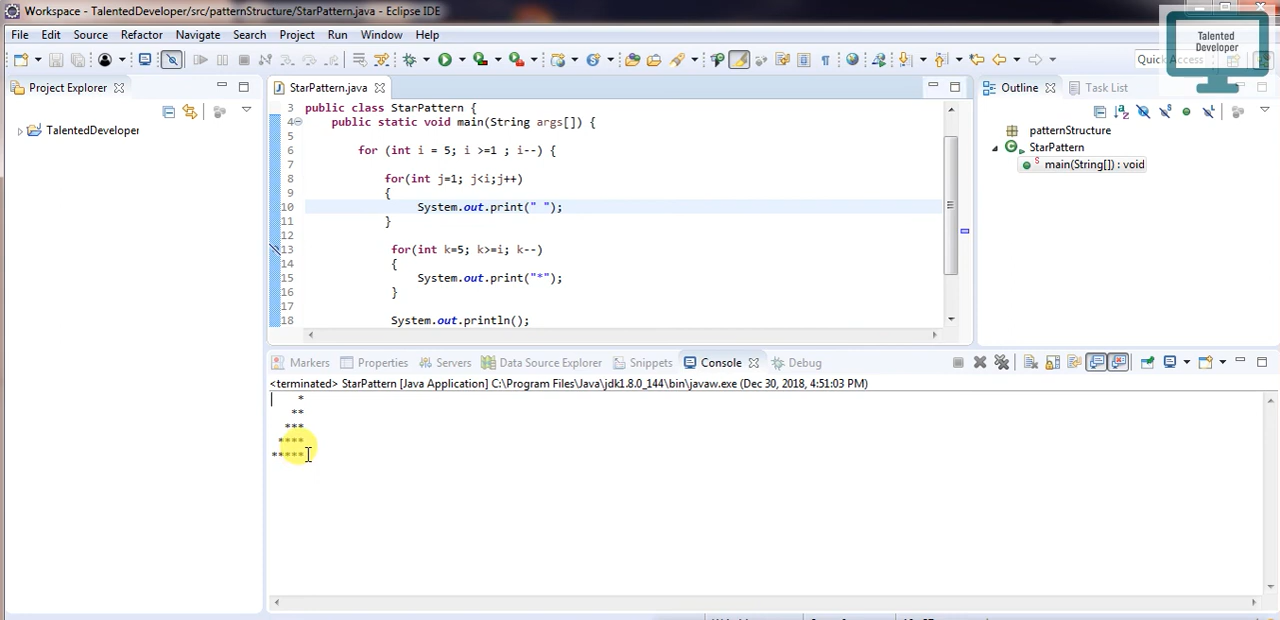 Workspace - TalentedDeveloper/src/patternStructure/StarPattern.java - Eclipse IDE
File Edit Source Refactor Navigate Search Project Run Window Help
Talented
Developer
Quick Access
Project Explorer
StarPattern.java
Outline
Task List
TalentedDeveloper
patternStructure
StarPattern
main(String[]) : void
3 public class StarPattern {
4 public static void main(String args[]) {
5
6 for (int i = 5; i >=1 ; i--) {
7
8 for(int j=1; j<i;j++)
9 {
10 System.out.print(" ");
11 }
12
13 for(int k=5; k>=i; k--)
14 {
15 System.out.print("*");
16 }
17
18 System.out.println();
Markers Properties Servers Data Source Explorer Snippets Console Debug
<terminated> StarPattern [Java Application] C:\Program Files\Java\jdk1.8.0_144\bin\javaw.exe (Dec 30, 2018, 4:51:03 PM)
    *
   **
  ***
 ****
*****